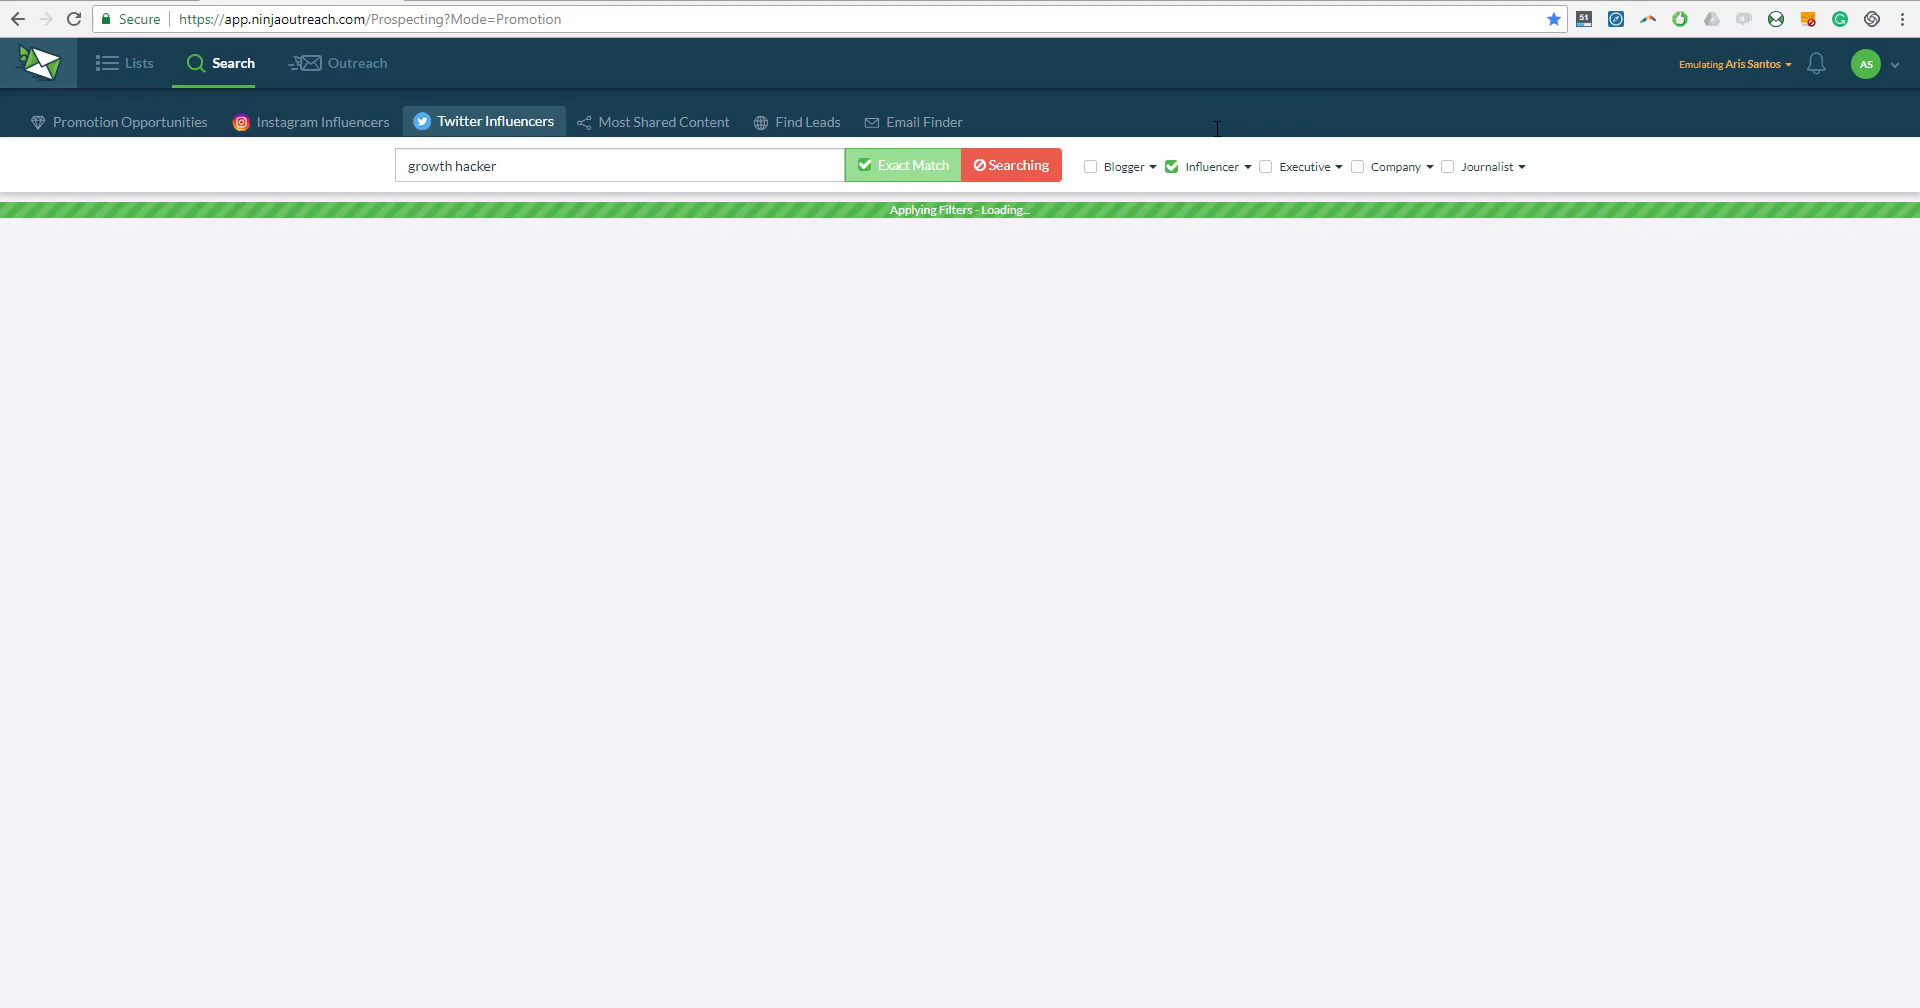 Secure https://app.ninjaoutreach.com/Prospecting?Mode=Promotion
51
Lists Search Outreach Emulating Aris Santos AS
Promotion Opportunities Instagram Influencers Twitter Influencers Most Shared Content Find Leads Email Finder
growth hacker Exact Match Searching Blogger Influencer Executive Company Journalist
Applying Filters - Loading...